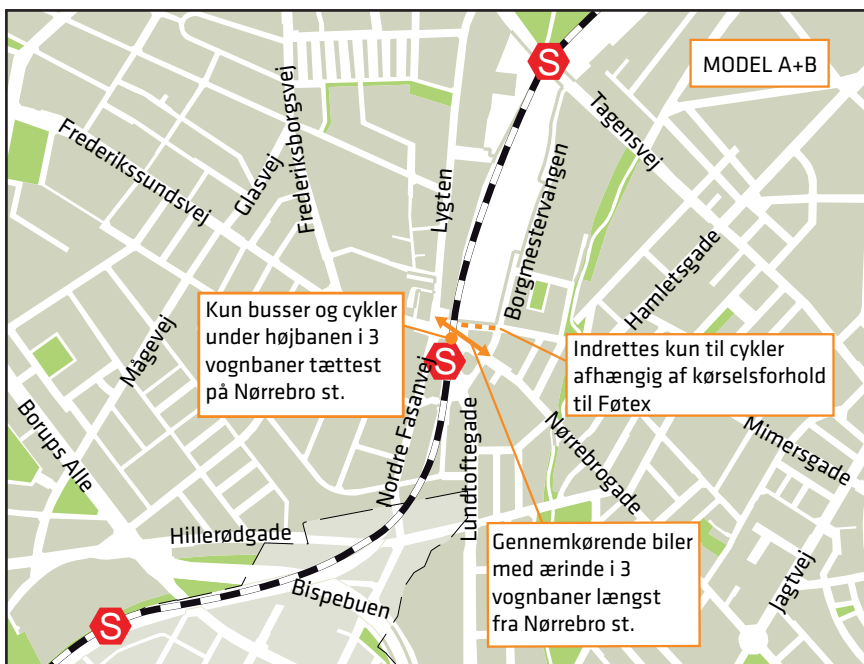 S
MODEL A+B
Tagensvej
Frederikssundsvej
Glasvej
Frederiksborgsvej
Lygten
Borgmestervangen
Hamletsgade
Kun busser og cykler
under højbanen i 3
vognbaner tættest
på Nørrebro st.
Mågevej
S
Indrettes kun til cykler
afhængig af kørselsforhold
til Føtex
Borups Alle
Nordre Fasanvej
Lundtoftegade
Nørrebrogade
Mimersgade
Hillerødgade
Gennemkørende biler
med ærinde i 3
vognbaner længst
fra Nørrebro st.
Bispebuen
Jagtvej
S